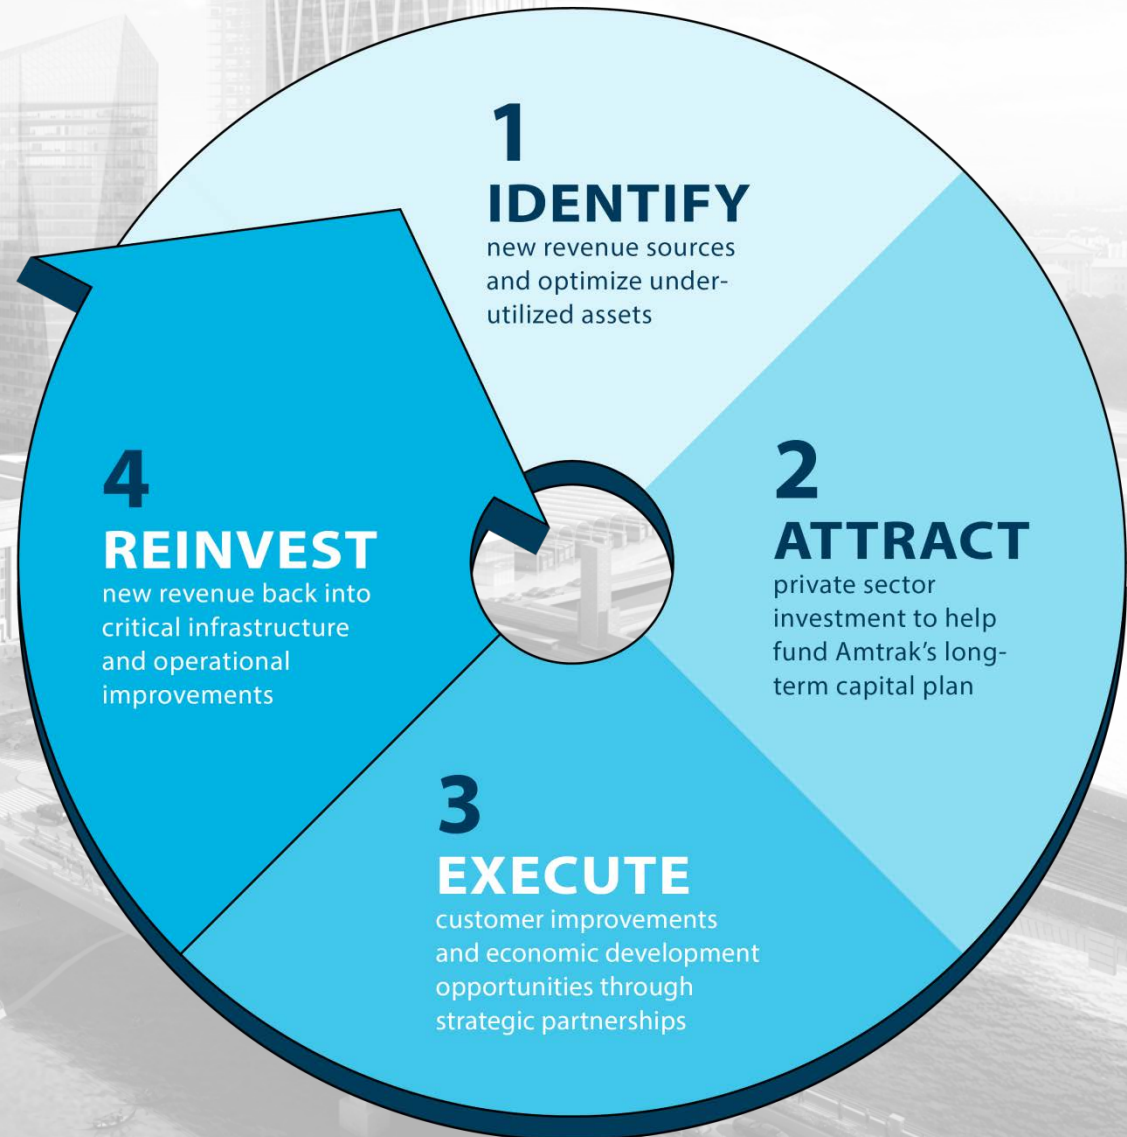 1
IDENTIFY
new revenue sources
and optimize under-
utilized assets
2
ATTRACT
private sector
investment to help
fund Amtrak’s long-
term capital plan
3
EXECUTE
customer improvements
and economic development
opportunities through
strategic partnerships
4
REINVEST
new revenue back into
critical infrastructure
and operational
improvements